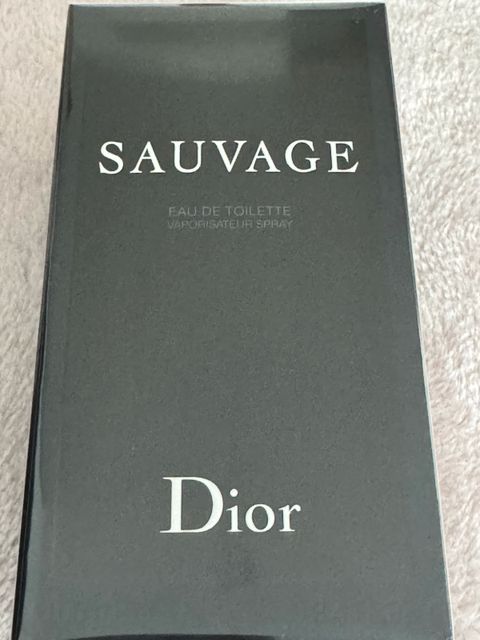 SAUVAGE
EAU DE TOILETTE
VAPORISATEUR SPRAY
Dior